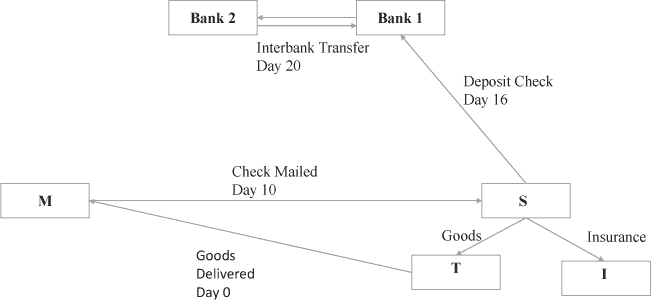 Bank 2
Bank 1
Interbank Transfer
Day 20
Deposit Check
Day 16
Check Mailed
Day 10
M
S
Goods
Insurance
Goods
Delivered
Day 0
T
I